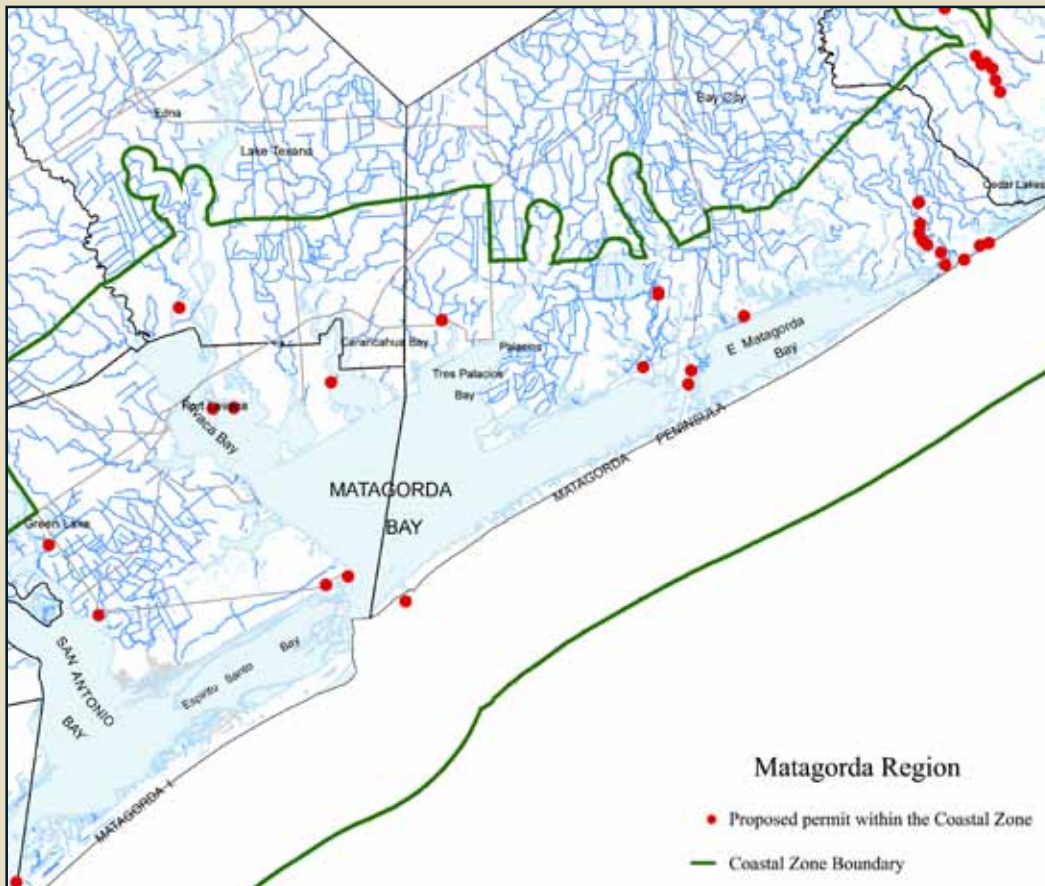 Edna
Bay City
Lake Texana
Cedar Lakes
Carancahua Bay
Palacios
E. Matagorda
Bay
Tres Palacios
Bay
Port Lavaca
Lavaca Bay
MATAGORDA PENINSULA
MATAGORDA
BAY
Green Lake
SAN ANTONIO
BAY
Espiritu Santo Bay
MATAGORDA I
Matagorda Region
Proposed permit within the Coastal Zone
Coastal Zone Boundary